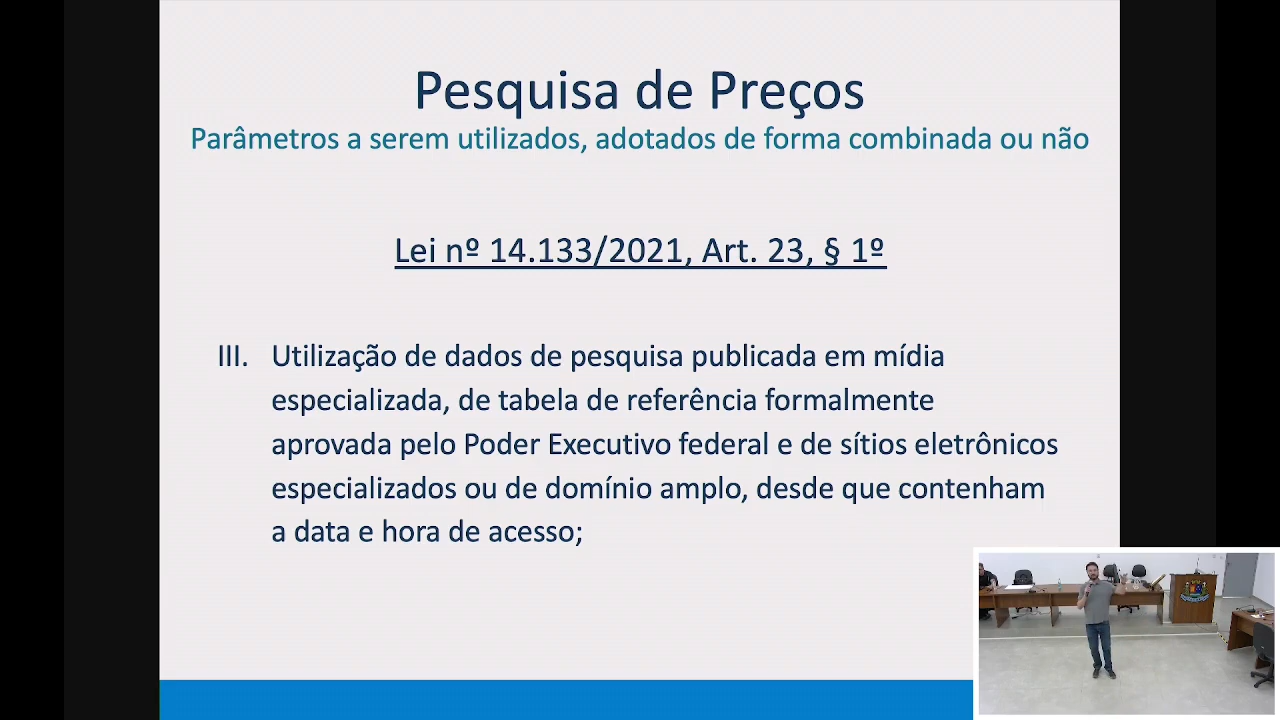 Pesquisa de Preços
Parâmetros a serem utilizados, adotados de forma combinada ou não
Lei nº 14.133/2021, Art. 23, § 1º
III. Utilização de dados de pesquisa publicada em mídia
especializada, de tabela de referência formalmente
aprovada pelo Poder Executivo federal e de sítios eletrônicos
especializados ou de domínio amplo, desde que contenham
a data e hora de acesso;